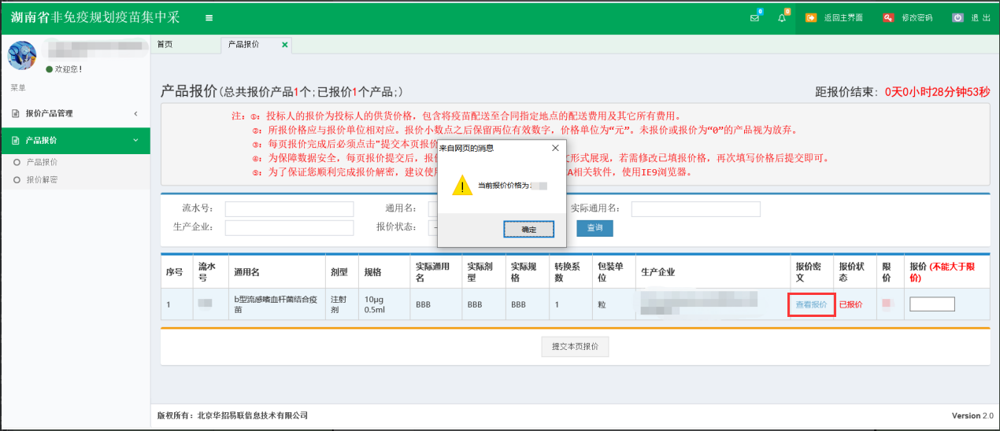 湖南省非免疫规划疫苗集中采
0
0
返回主界面
修改密码
退 出
欢迎您!
菜单
报价产品管理
产品报价
产品报价
报价解密
首页
产品报价
产品报价(总共报价产品1个;已报价1个产品;)
距报价结束: 0天0小时28分钟53秒
注: ①: 投标人的报价为投标人的供货价格, 包含将疫苗配送至合同指定地点的配送费用及其它所有费用。
②: 所报价格应与报价单位相对应。报价小数点之后保留两位有效数字, 价格单位为“元”。未报价或报价为“0”的产品视为放弃。
③: 每页报价完成后必须点击"提交本页报价
④: 为保障数据安全, 每页报价提交后, 报价 形式展现, 若需修改已填报价格, 再次填写价格后提交即可。
⑤: 为了保证您顺利完成报价解密, 建议使用 A相关软件, 使用IE9浏览器。
来自网页的消息
当前报价价格为:
确定
流水号:
通用名:
实际通用名:
生产企业:
报价状态:
查询
序号 流水号 通用名 剂型 规格 实际通用名 实际剂型 实际规格 转换系数 包装单位 生产企业 报价密文 报价状态 限价 报价 (不能大于限价)
1 b型流感嗜血杆菌结合疫苗 注射剂 10μg 0.5ml BBB BBB BBB 1 粒 查看报价 已报价
提交本页报价
版权所有: 北京华招易联信息技术有限公司
Version 2.0